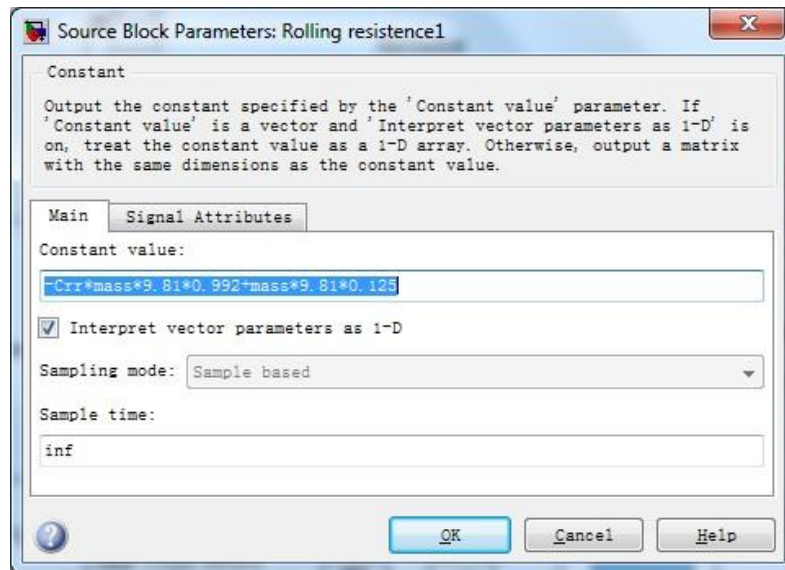 Source Block Parameters: Rolling resistence1
Constant
Output the constant specified by the 'Constant value' parameter. If
'Constant value' is a vector and 'Interpret vector parameters as 1-D' is
on, treat the constant value as a 1-D array. Otherwise, output a matrix
with the same dimensions as the constant value.
Main Signal Attributes
Constant value:
-Crr*mass*9.81*0.992+mass*9.81*0.125
Interpret vector parameters as 1-D
Sampling mode: Sample based
Sample time:
inf
OK Cancel Help